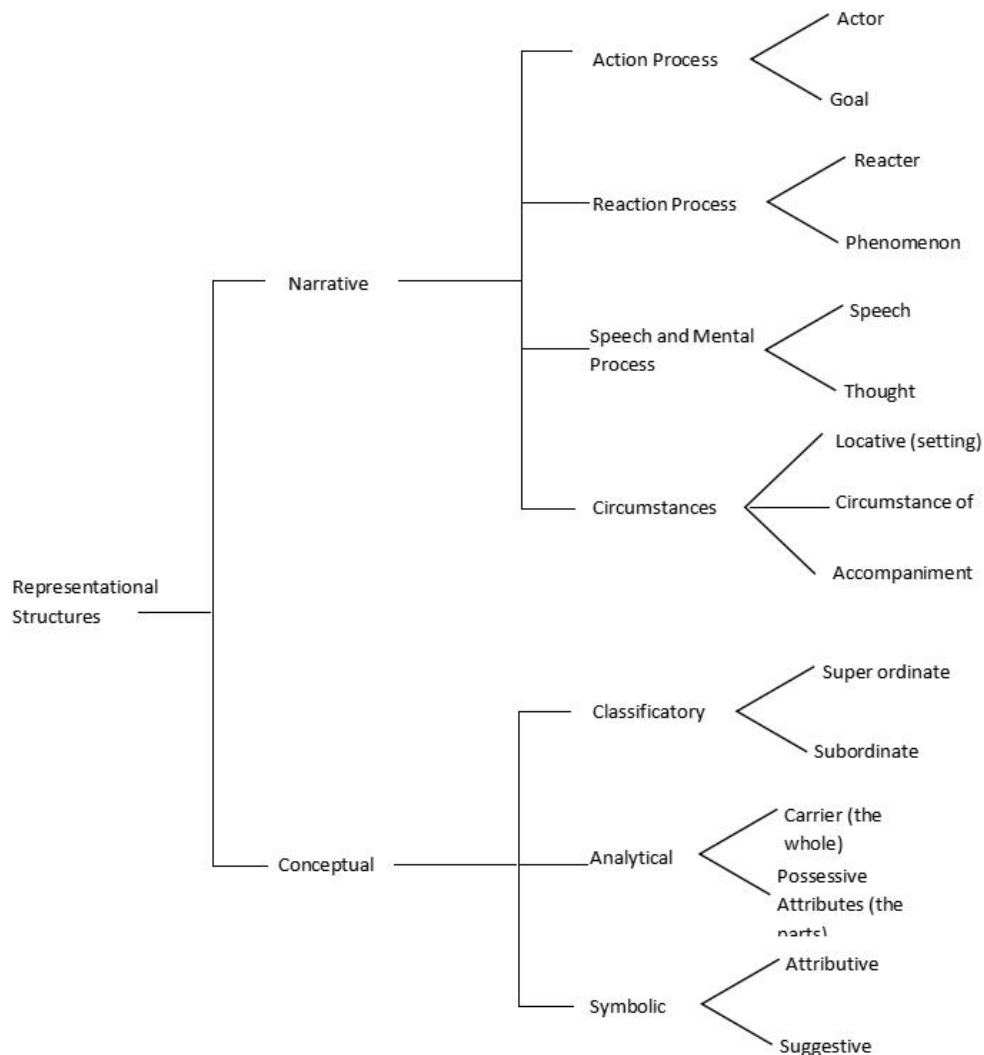 Actor
Action Process
Goal
Reacter
Reaction Process
Phenomenon
Narrative
Speech
Speech and Mental
Process
Thought
Locative (setting)
Circumstances
Circumstance of
Accompaniment
Representational
Structures
Super ordinate
Classificatory
Subordinate
Carrier (the
whole)
Conceptual
Analytical
Possessive
Attributes (the
parts)
Attributive
Symbolic
Suggestive